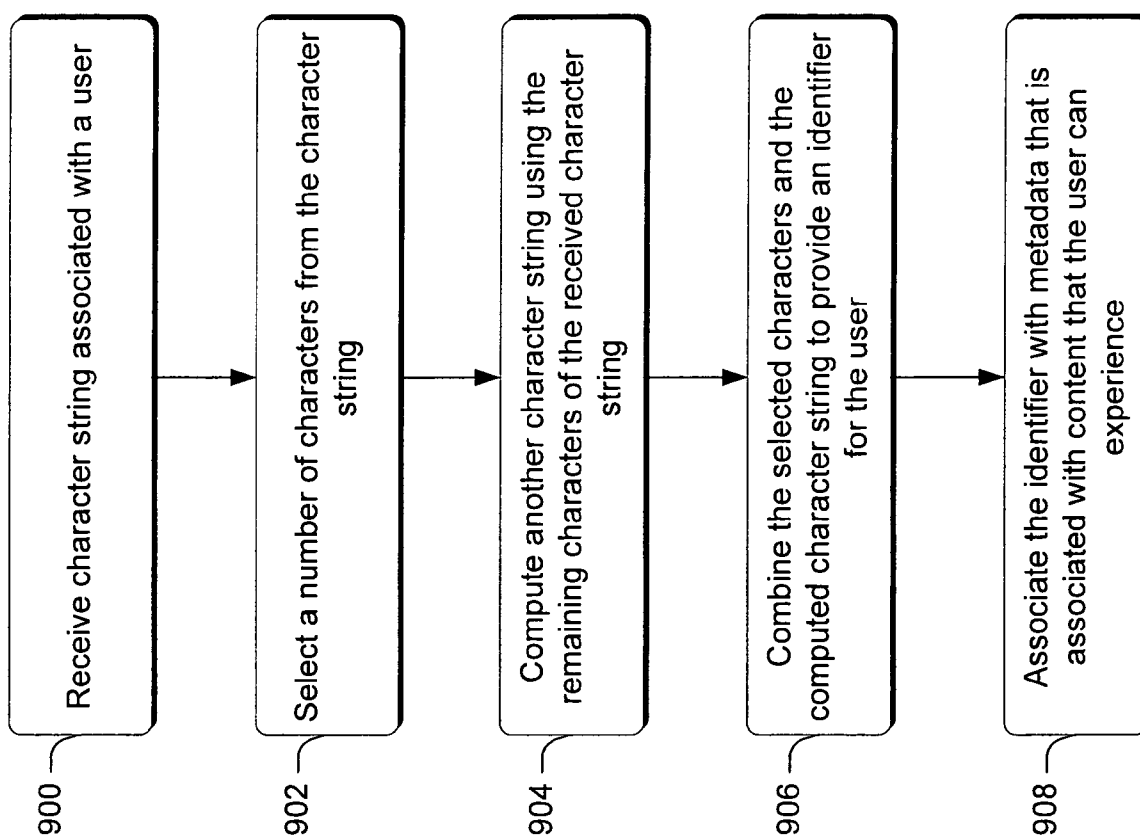 900
Receive character string associated with a user
902
Select a number of characters from the character
string
904
Compute another character string using the
remaining characters of the received character
string
906
Combine the selected characters and the
computed character string to provide an identifier
for the user
908
Associate the identifier with metadata that is
associated with content that the user can
experience